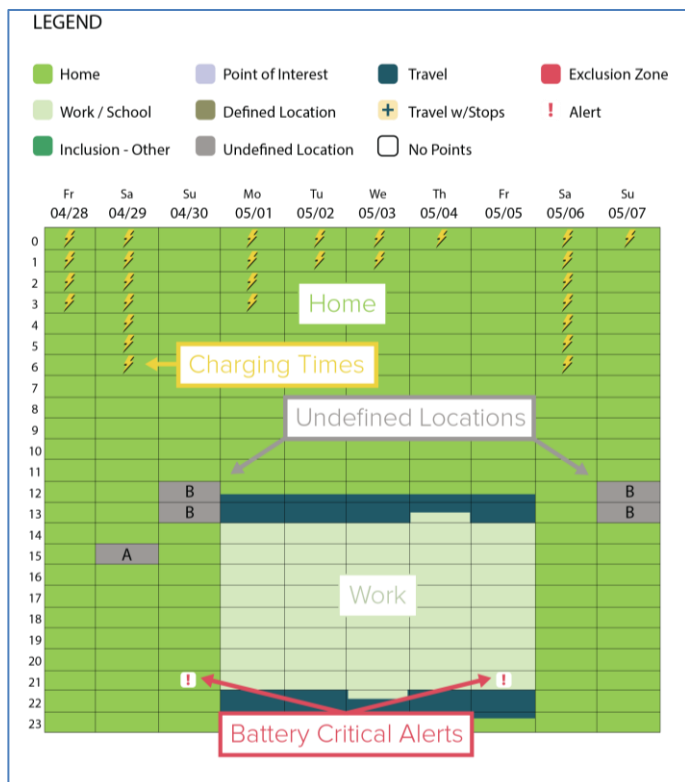 LEGEND
Home Point of Interest Travel Exclusion Zone
Work / School Defined Location + Travel w/Stops ! Alert
Inclusion - Other Undefined Location No Points
Fr Sa Su Mo Tu We Th Fr Sa Su
04/28 04/29 04/30 05/01 05/02 05/03 05/04 05/05 05/06 05/07
0
1
2
3 Home
4
5
6 Charging Times
7
8
9 Undefined Locations
10
11
12 B B
13 B B
14
15 A
16
17 Work
18
19
20
21 ! !
22
23 Battery Critical Alerts